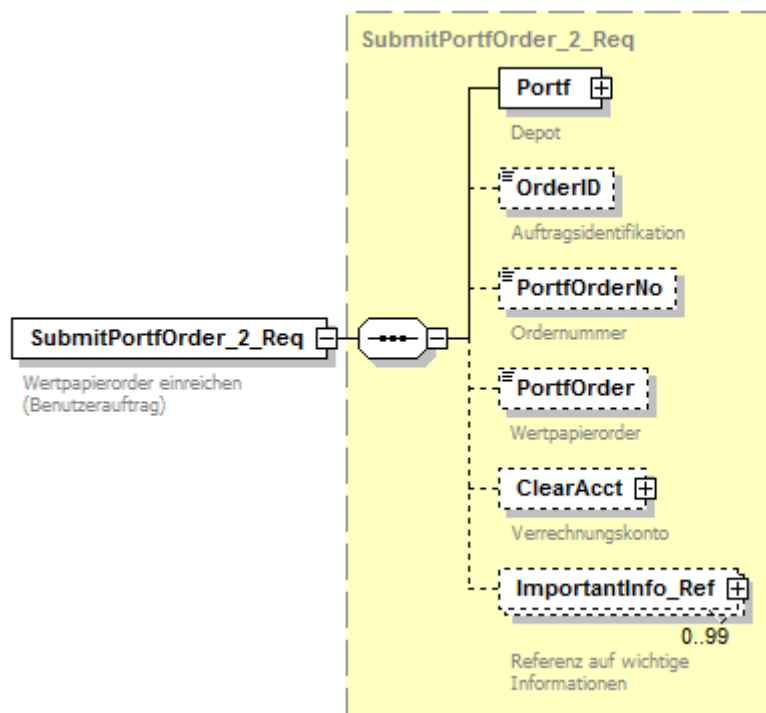 SubmitPortfOrder_2_Req
Portf
Depot
OrderID
Auftragsidentifikation
PortfOrderNo
Ordernummer
SubmitPortfOrder_2_Req
Wertpapierorder einreichen
(Benutzerauftrag)
PortfOrder
Wertpapierorder
ClearAcct
Verrechnungskonto
ImportantInfo_Ref
0..99
Referenz auf wichtige
Informationen